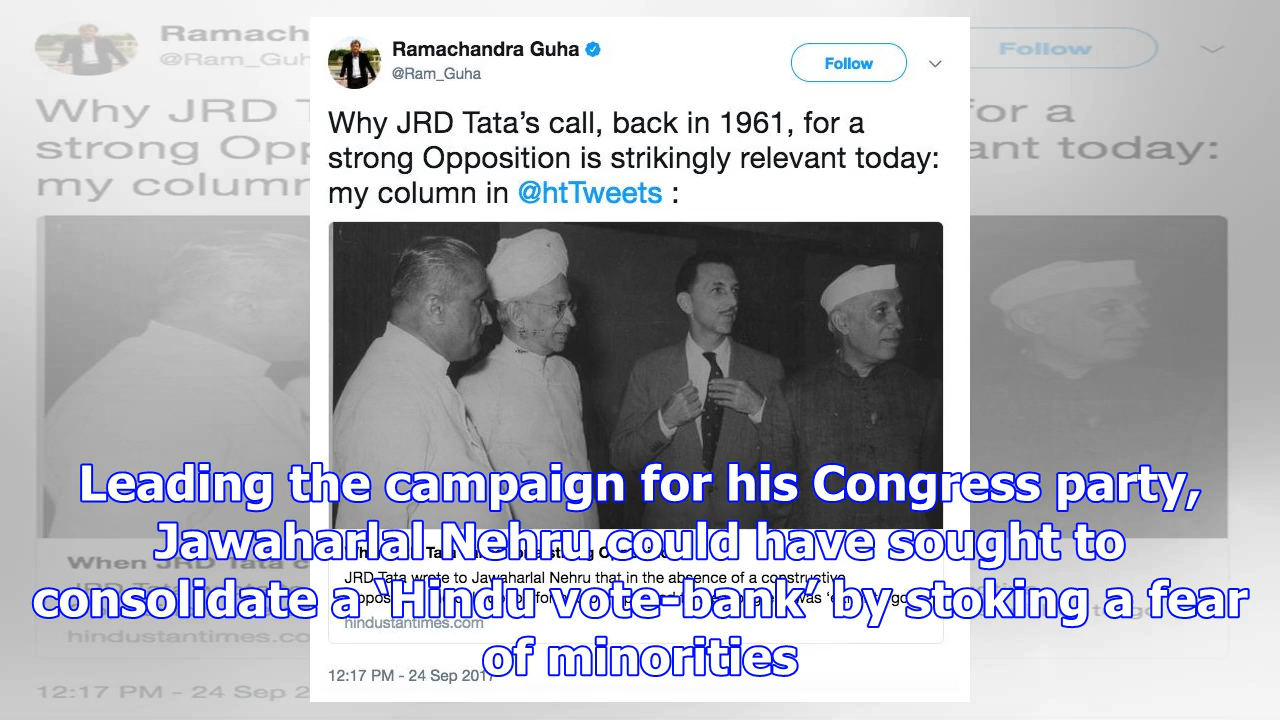 Ramachandra Guha
@Ram_Guha
Follow
Why JRD Tata's call, back in 1961, for a
strong Opposition is strikingly relevant today:
my column in @htTweets :
Leading the campaign for his Congress party,
Jawaharlal Nehru could have sought to
consolidate a `Hindu vote-bank´ by stoking a fear
of minorities
JRD Tata wrote to Jawaharlal Nehru that in the absence of a constructive
hindustantimes.com
12:17 PM - 24 Sep 2017